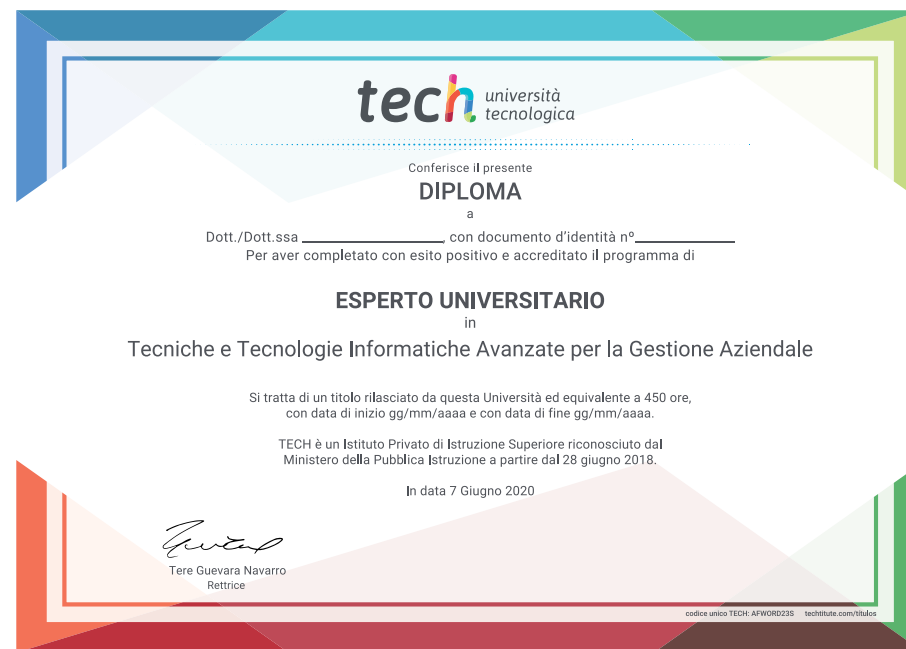 tech università
tecnologica
Conferisce il presente
DIPLOMA
a
Dott./Dott.ssa ____________________, con documento d'identità nº______________
Per aver completato con esito positivo e accreditato il programma di
ESPERTO UNIVERSITARIO
in
Tecniche e Tecnologie Informatiche Avanzate per la Gestione Aziendale
Si tratta di un titolo rilasciato da questa Università ed equivalente a 450 ore,
con data di inizio gg/mm/aaaa e con data di fine gg/mm/aaaa.
TECH è un Istituto Privato di Istruzione Superiore riconosciuto dal
Ministero della Pubblica Istruzione a partire dal 28 giugno 2018.
In data 7 Giugno 2020
Tere Guevara Navarro
Rettrice
codice unico TECH: AFWORD23S techtitute.com/titulos